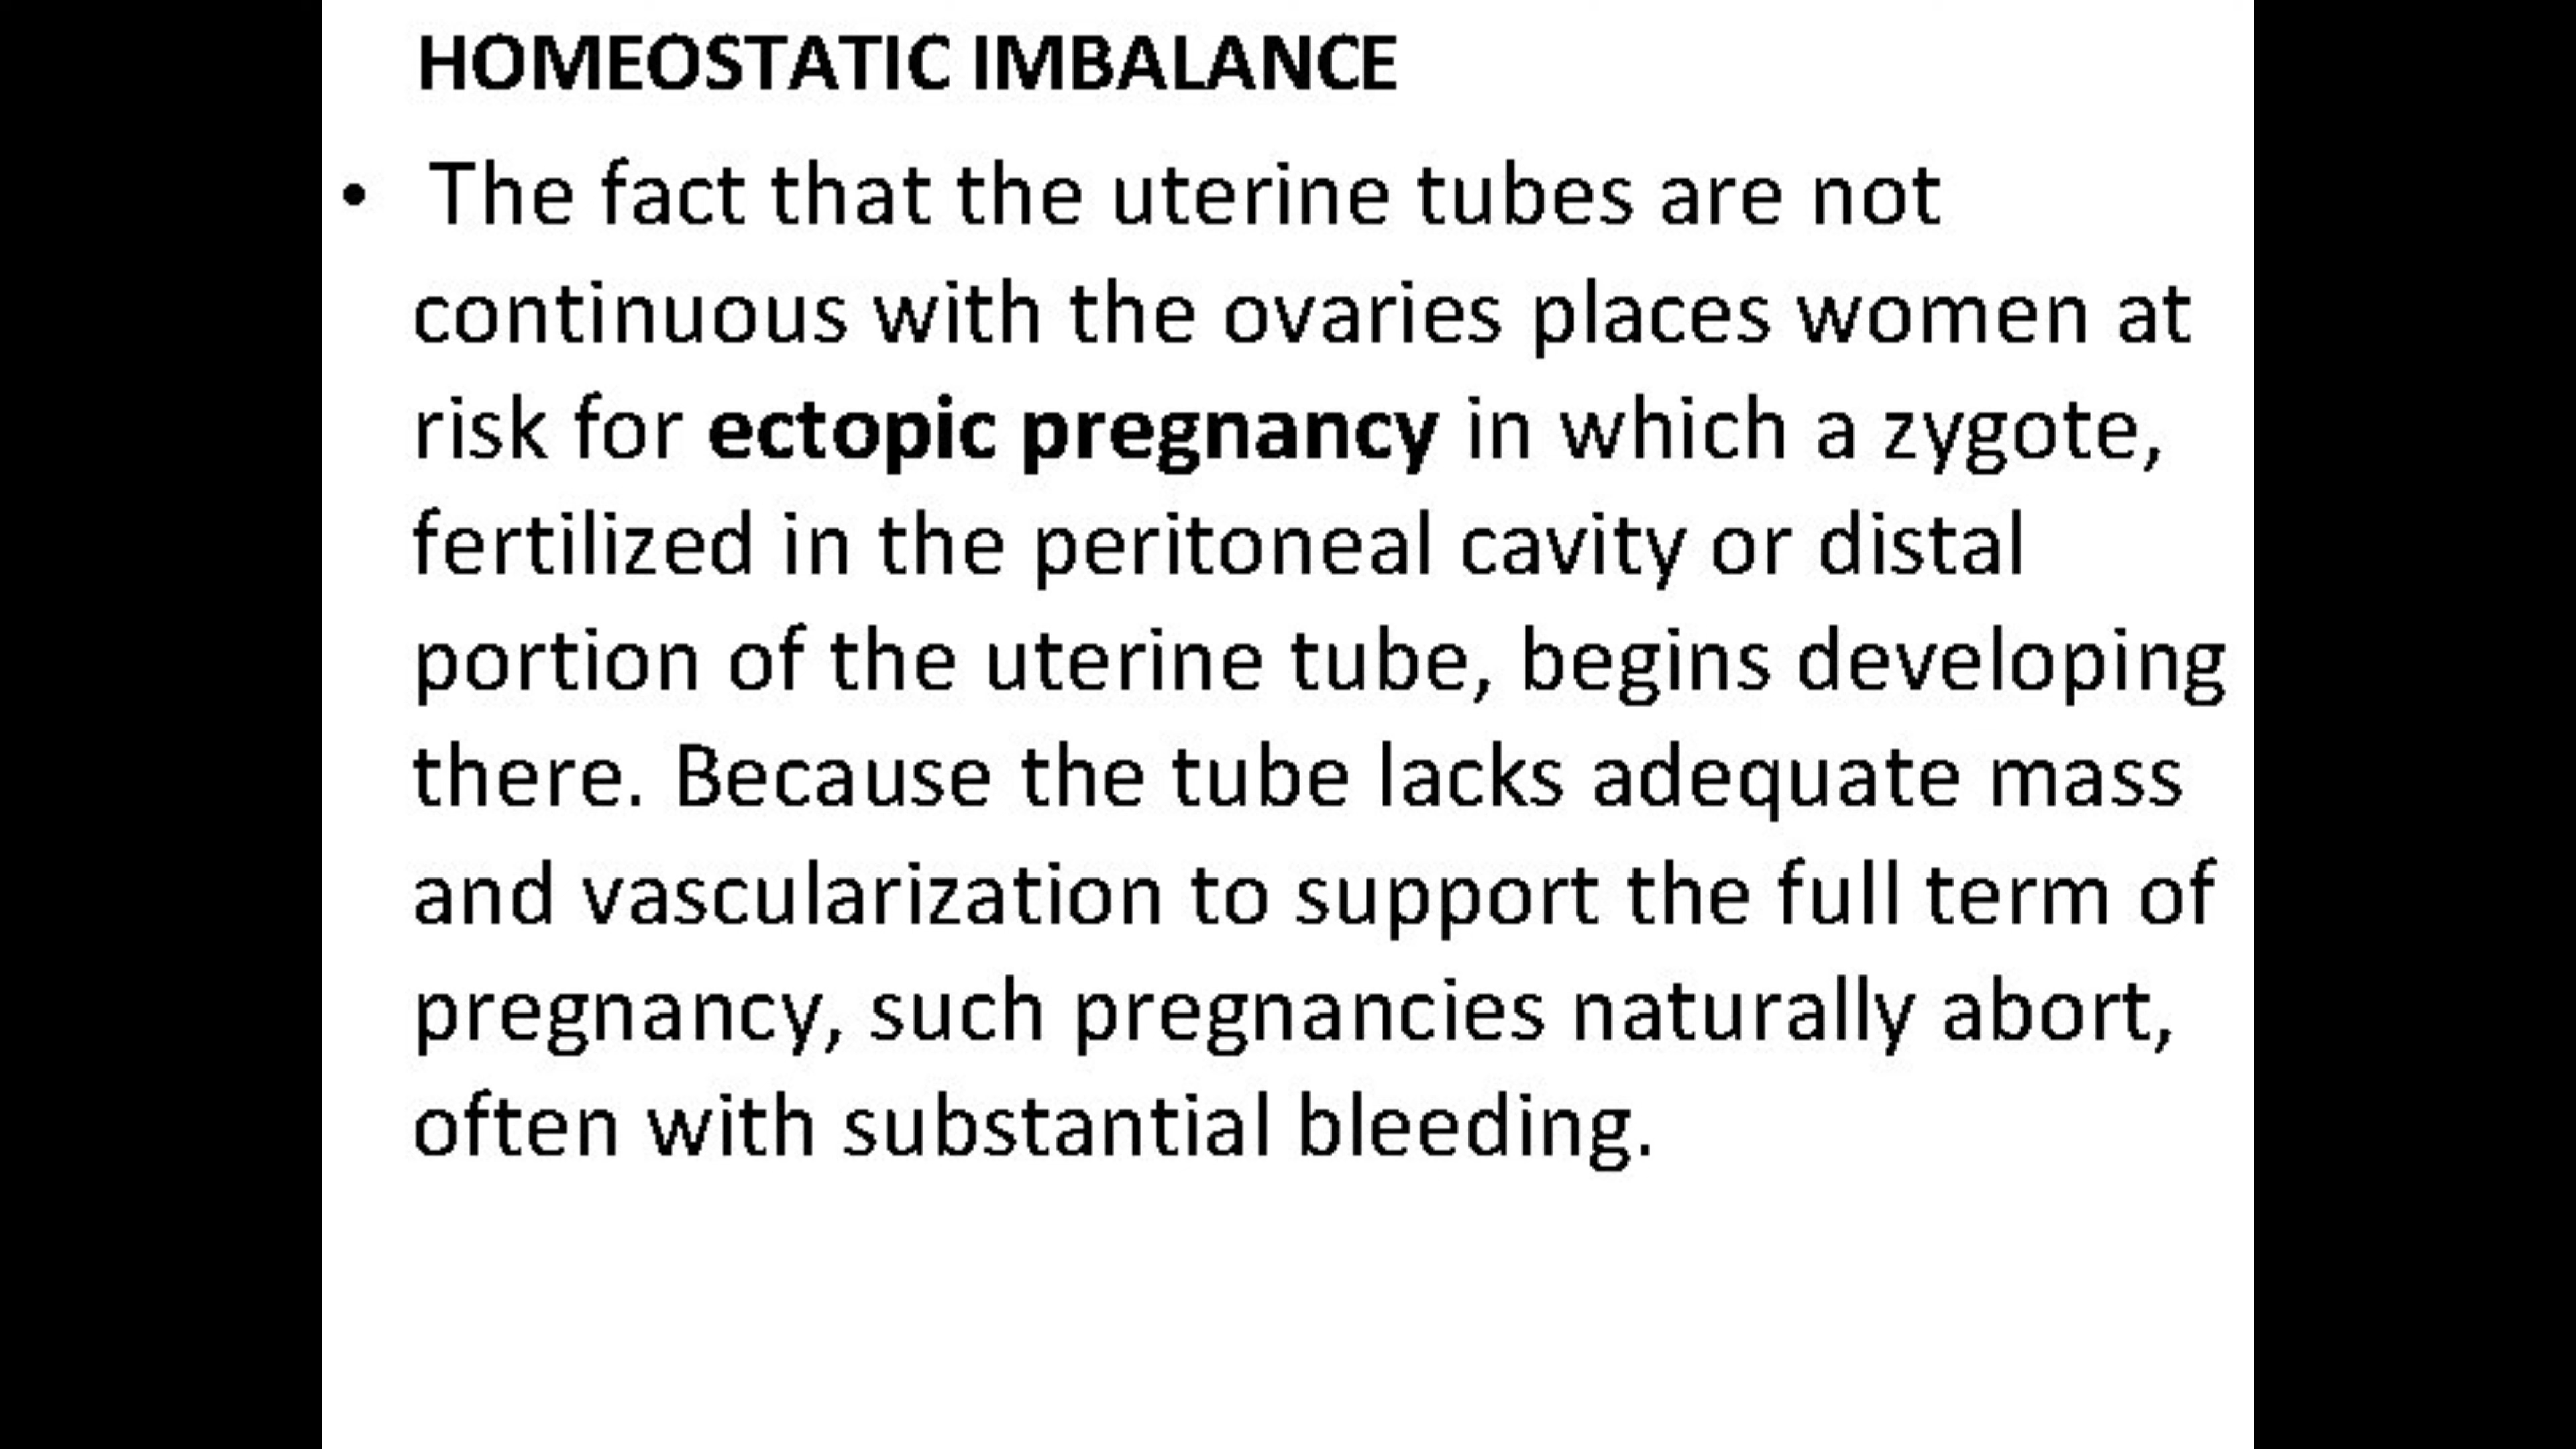 HOMEOSTATIC IMBALANCE
• The fact that the uterine tubes are not
continuous with the ovaries places women at
risk for ectopic pregnancy in which a zygote,
fertilized in the peritoneal cavity or distal
portion of the uterine tube, begins developing
there. Because the tube lacks adequate mass
and vascularization to support the full term of
pregnancy, such pregnancies naturally abort,
often with substantial bleeding.